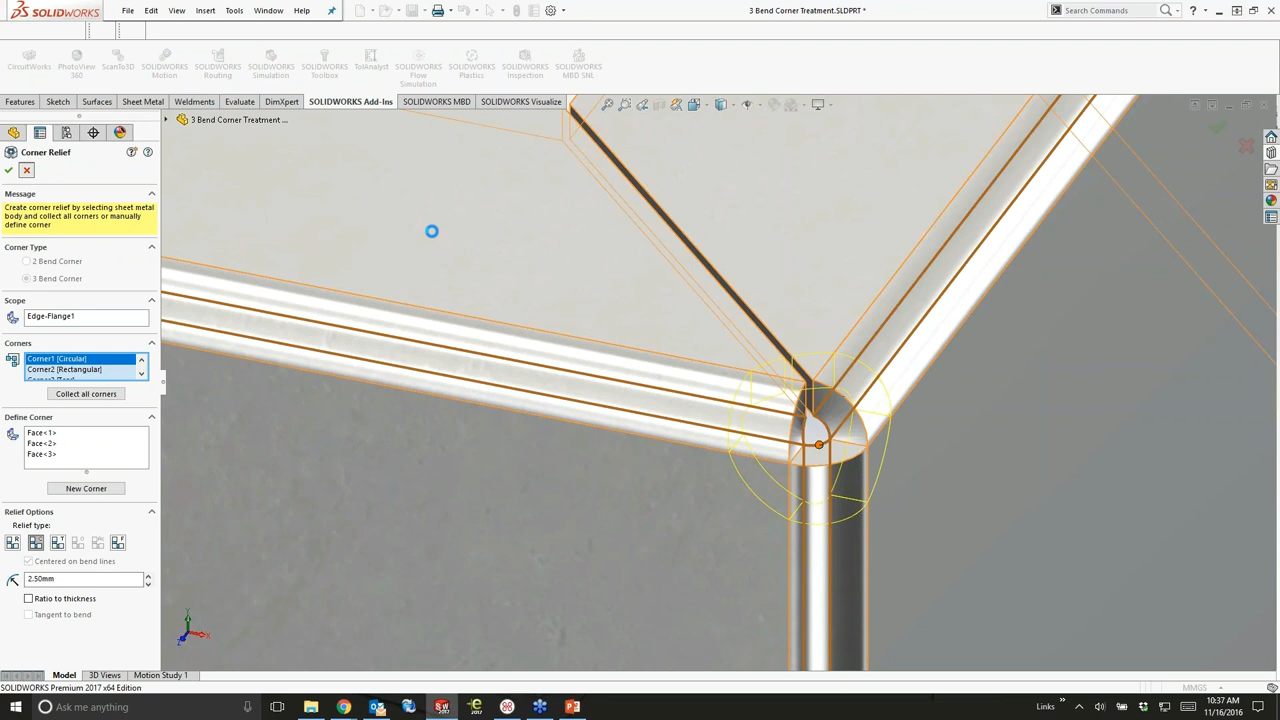 SOLIDWORKS
File
Edit
View
Insert
Tools
Window
Help
3 Bend Corner Treatment.SLDPRT *
Search Commands
CircuitWorks
PhotoView
360
ScanTo3D
SOLIDWORKS
Motion
SOLIDWORKS
Routing
SOLIDWORKS
Simulation
SOLIDWORKS
Toolbox
TolAnalyst
SOLIDWORKS
Flow
Simulation
SOLIDWORKS
Plastics
SOLIDWORKS
Inspection
SOLIDWORKS
MBD SNL
Features
Sketch
Surfaces
Sheet Metal
Weldments
Evaluate
DimXpert
SOLIDWORKS Add-Ins
SOLIDWORKS MBD
SOLIDWORKS Visualize
3 Bend Corner Treatment ...
Corner Relief
Message
Create corner relief by selecting sheet metal
body and collect all corners or manually
define corner
Corner Type
2 Bend Corner
3 Bend Corner
Scope
Edge-Flange1
Corners
Corner1 [Circular]
Corner2 [Rectangular]
Collect all corners
Define Corner
Face<1>
Face<2>
Face<3>
New Corner
Relief Options
Relief type:
Centered on bend lines
2.50mm
Ratio to thickness
Tangent to bend
Model
3D Views
Motion Study 1
SOLIDWORKS Premium 2017 x64 Edition
MMGS
Ask me anything
Links
10:37 AM
11/16/2016